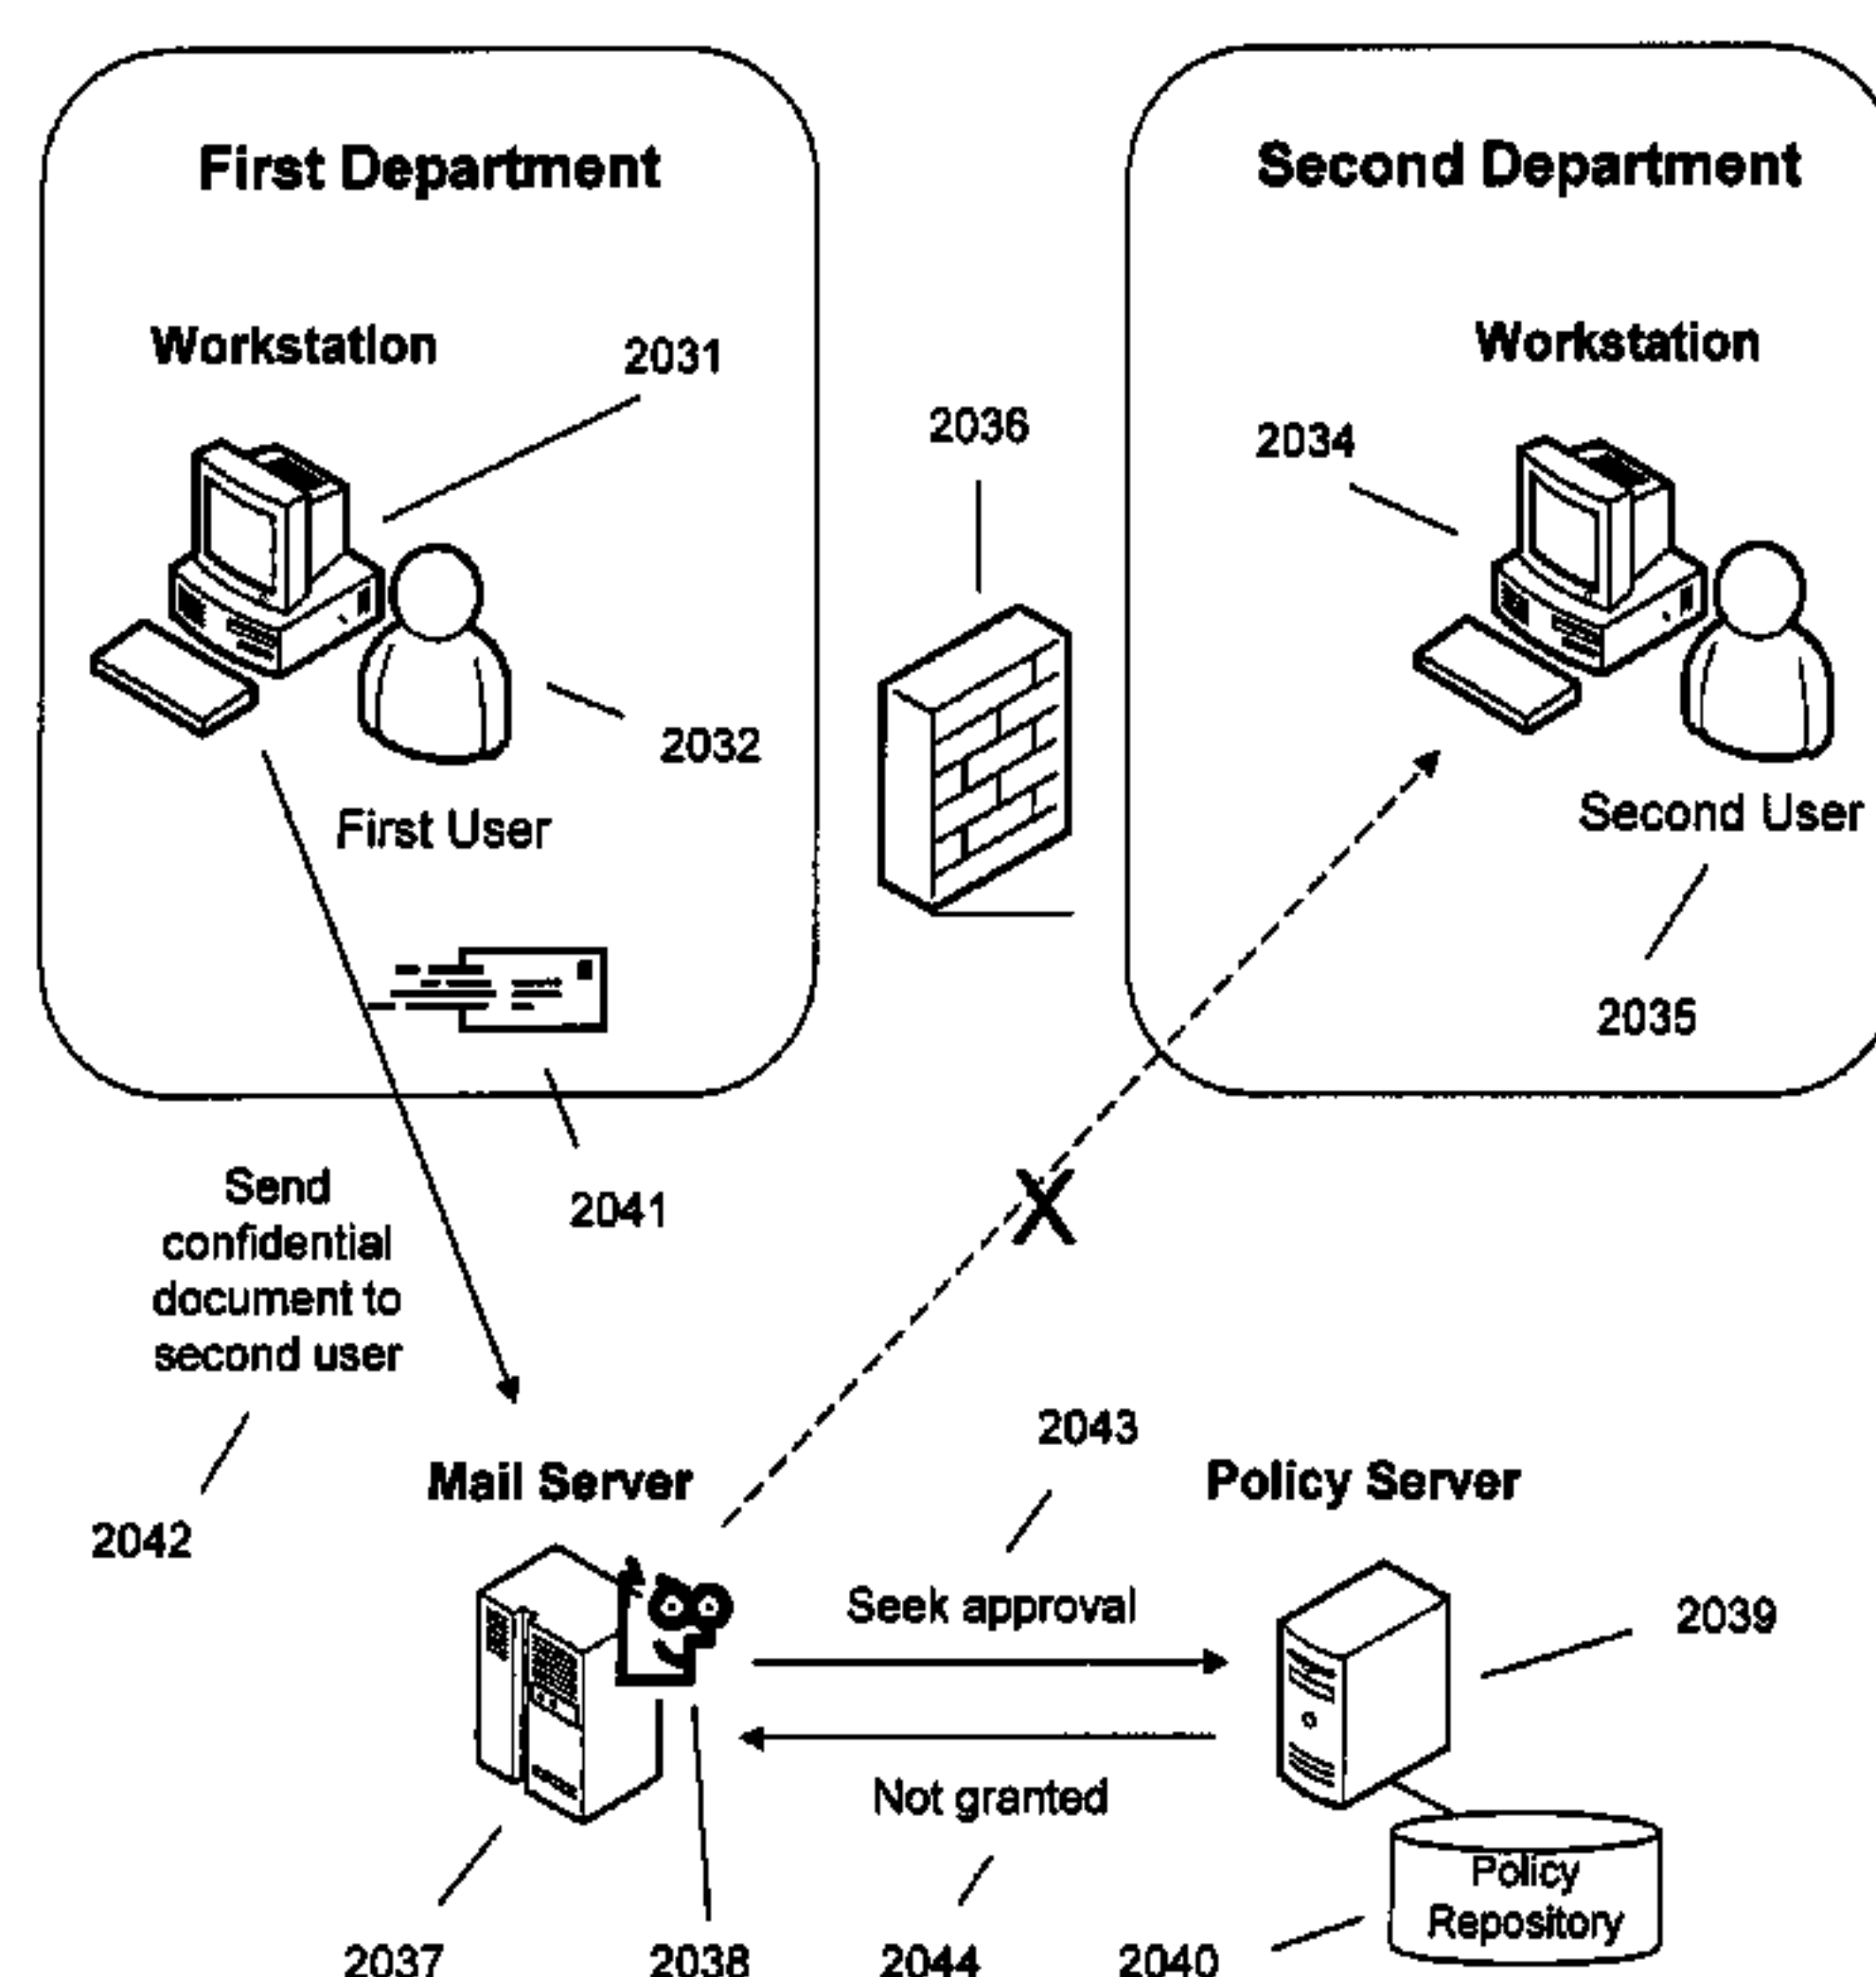 First Department
Second Department
Workstation
2031
Workstation
2036
2034
2032
First User
Second User
2035
2041
Send
confidential
document to
second user
X
2043
Mail Server
Policy Server
2042
Seek approval
2039
Not granted
Policy
Repository
2037
2038
2044
2040